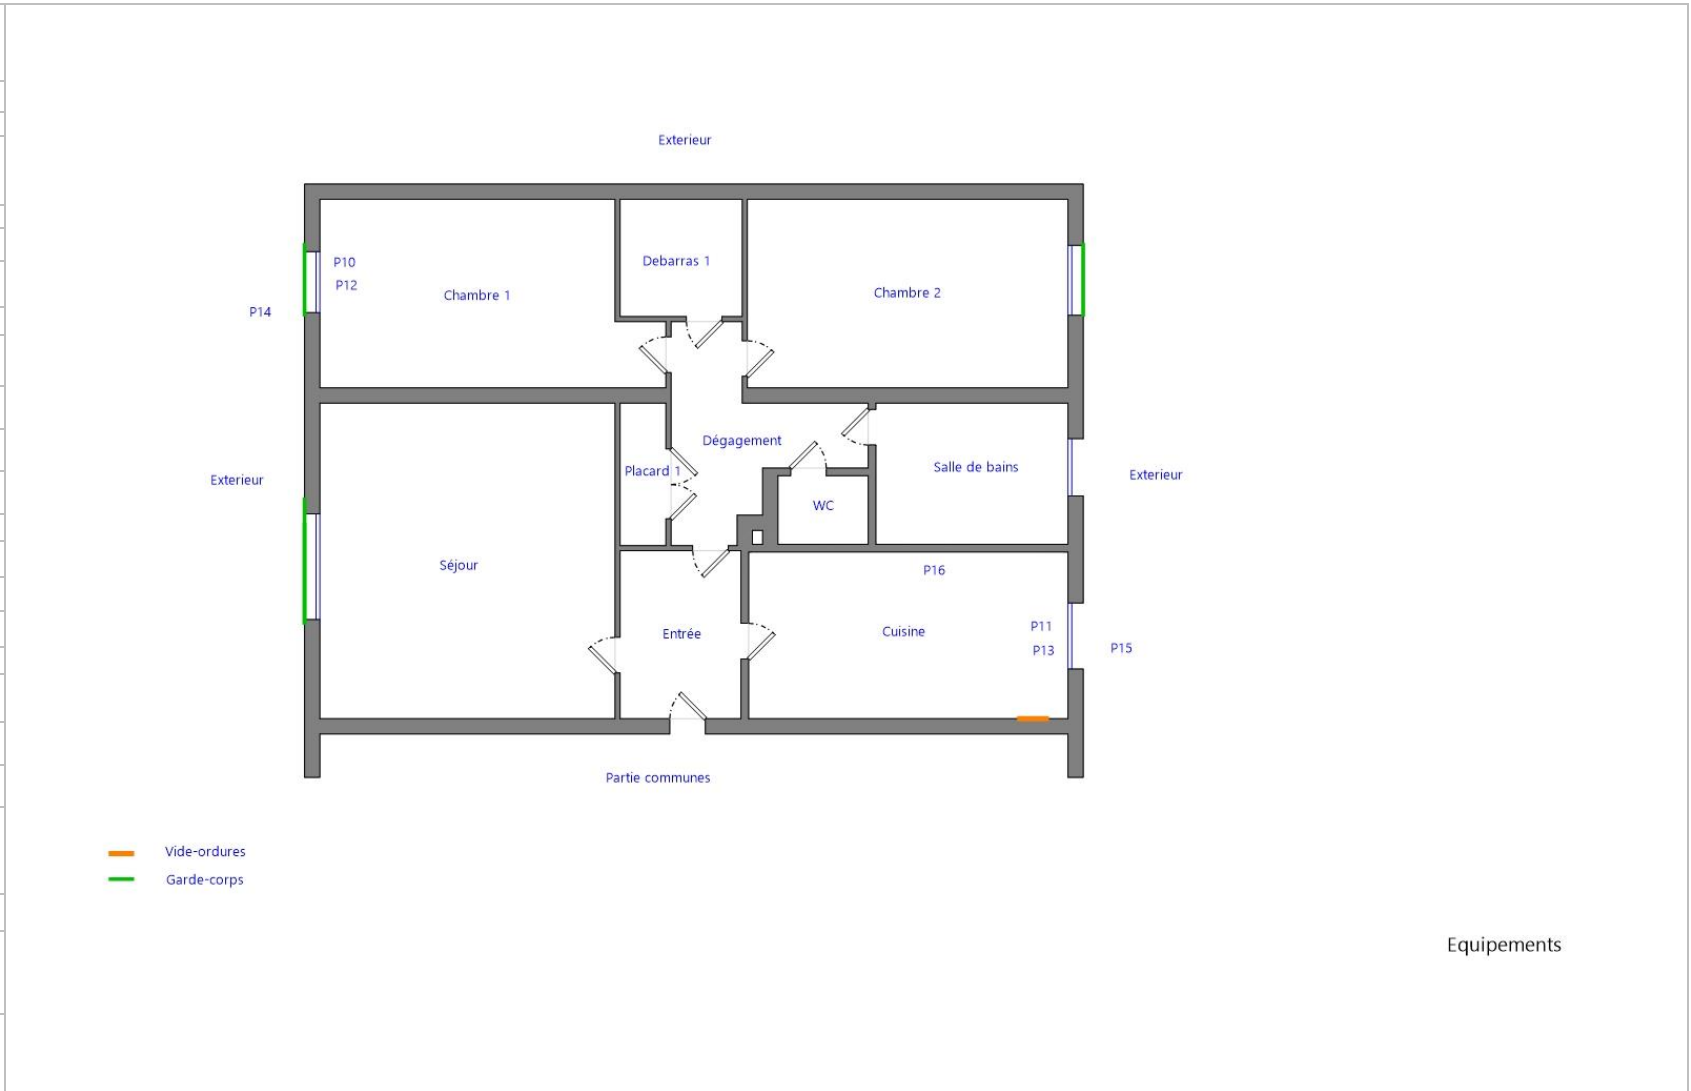 Exterieur
P10
P12
Chambre 1
Debarras 1
Chambre 2
P14
Dégagement
Placard 1
Salle de bains
Exterieur
Exterieur
WC
Séjour
P16
Entrée
Cuisine
P11
P13
P15
Partie communes
Vide-ordures
Garde-corps
Equipements